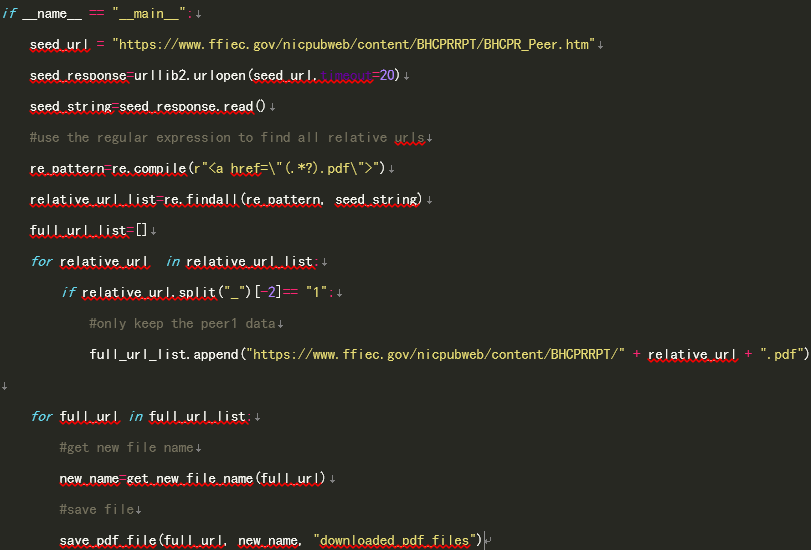 if __name__ == "__main__":↓
seed_url = "https://www.ffiec.gov/nicpubweb/content/BHCPRRPT/BHCPR_Peer.htm"↓
seed_response=urllib2.urlopen(seed_url,timeout=20)↓
seed_string=seed_response.read()↓
#use the regular expression to find all relative urls↓
re_pattern=re.compile(r"<a href=\"(.*?).pdf\">")↓
relative_url_list=re.findall(re_pattern, seed_string)↓
full_url_list=[]↓
for relative_url  in relative_url_list:↓
if relative_url.split("_")[-2]== "1":↓
#only keep the peer1 data↓
full_url_list.append("https://www.ffiec.gov/nicpubweb/content/BHCPRRPT/" + relative_url + ".pdf")
↓
for full_url in full_url_list:↓
#get new file name↓
new_name=get_new_file_name(full_url)↓
#save file↓
save_pdf_file(full_url, new_name, "downloaded_pdf_files")↵